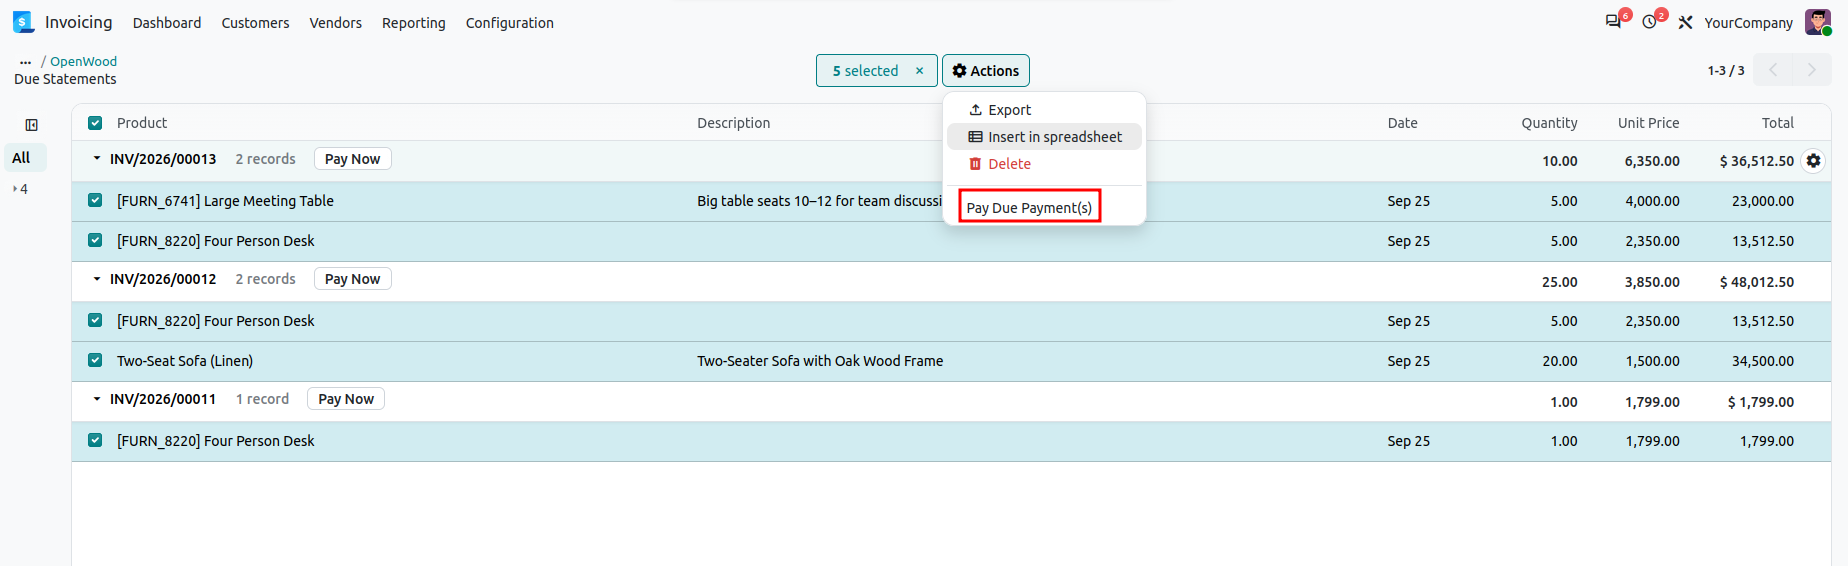 Invoicing Dashboard Customers Vendors Reporting Configuration 6 2 YourCompany
... / OpenWood
Due Statements
5 selected × Actions
1-3 / 3
Export
Insert in spreadsheet
Delete
Pay Due Payment(s)
All
4
Product Description Date Quantity Unit Price Total
INV/2026/00013 2 records Pay Now 10.00 6,350.00 $ 36,512.50
[FURN_6741] Large Meeting Table Big table seats 10–12 for team discussi Sep 25 5.00 4,000.00 23,000.00
[FURN_8220] Four Person Desk Sep 25 5.00 2,350.00 13,512.50
INV/2026/00012 2 records Pay Now 25.00 3,850.00 $ 48,012.50
[FURN_8220] Four Person Desk Sep 25 5.00 2,350.00 13,512.50
Two-Seat Sofa (Linen) Two-Seater Sofa with Oak Wood Frame Sep 25 20.00 1,500.00 34,500.00
INV/2026/00011 1 record Pay Now 1.00 1,799.00 $ 1,799.00
[FURN_8220] Four Person Desk Sep 25 1.00 1,799.00 1,799.00